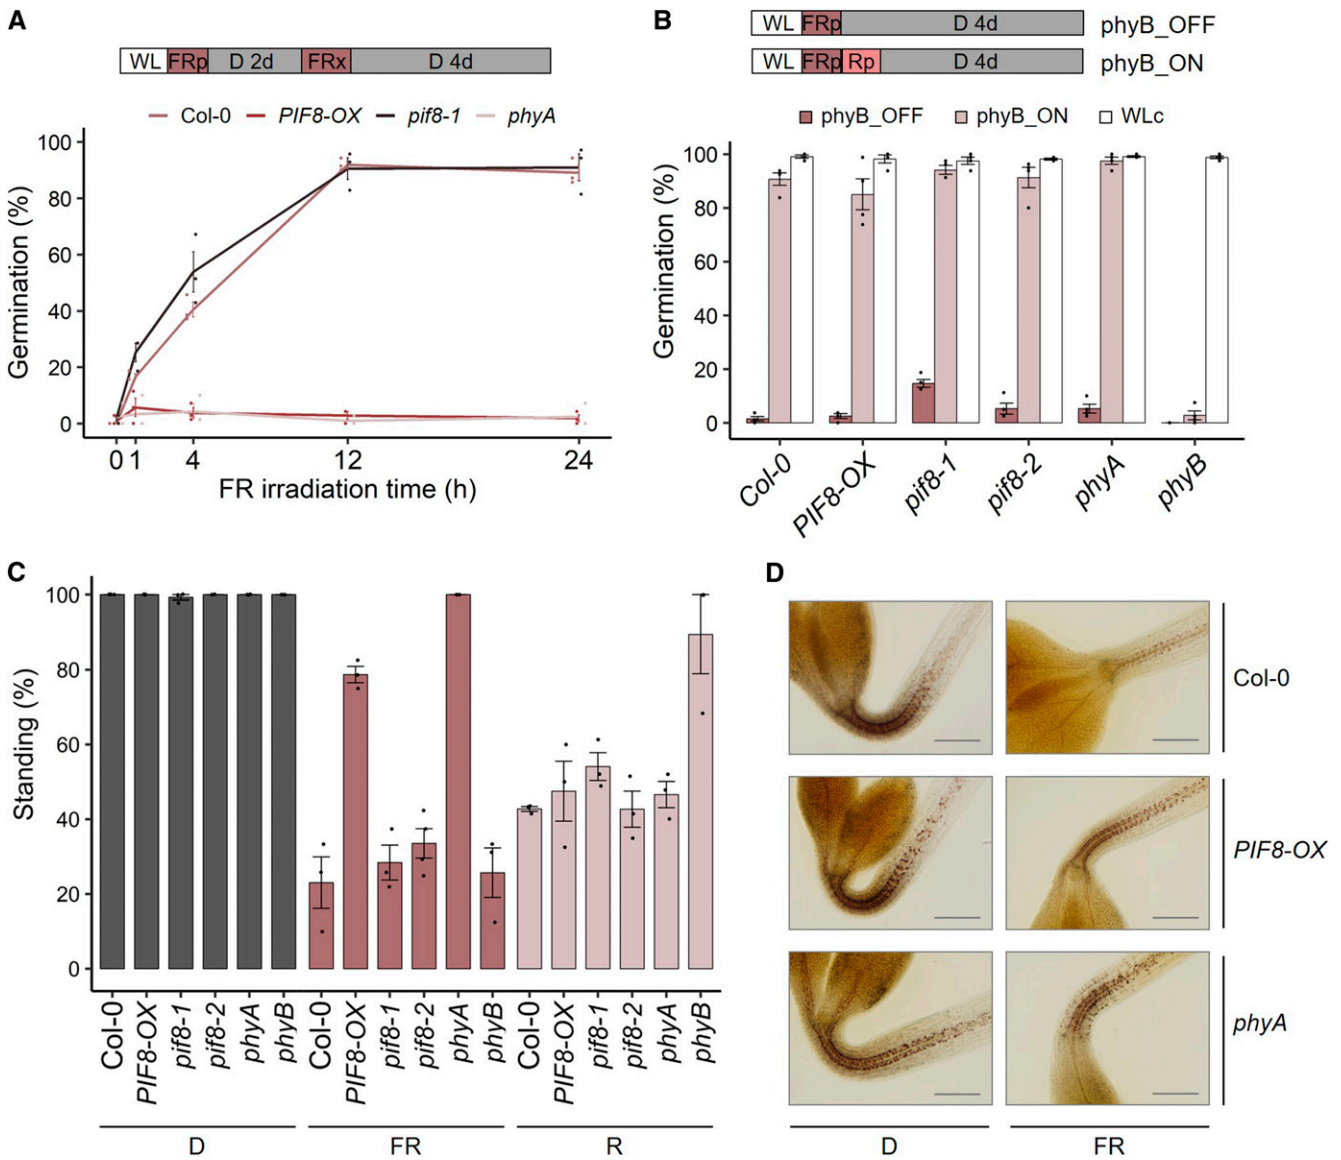 A
WL FRp D 2d FRx D 4d
Col-0 PIF8-OX pif8-1 phyA
Germination (%)
100
80
60
40
20
0
0 1 4 12 24
FR irradiation time (h)
B
WL FRp D 4d phyB_OFF
WL FRp Rp D 4d phyB_ON
phyB_OFF phyB_ON WLc
Germination (%)
100
80
60
40
20
0
Col-0 PIF8-OX pif8-1 pif8-2 phyA phyB
C
Standing (%)
100
80
60
40
20
0
Col-0 PIF8-OX pif8-1 pif8-2 phyA phyB Col-0 PIF8-OX pif8-1 pif8-2 phyA phyB Col-0 PIF8-OX pif8-1 pif8-2 phyA phyB
D FR R
D
Col-0
PIF8-OX
phyA
D FR